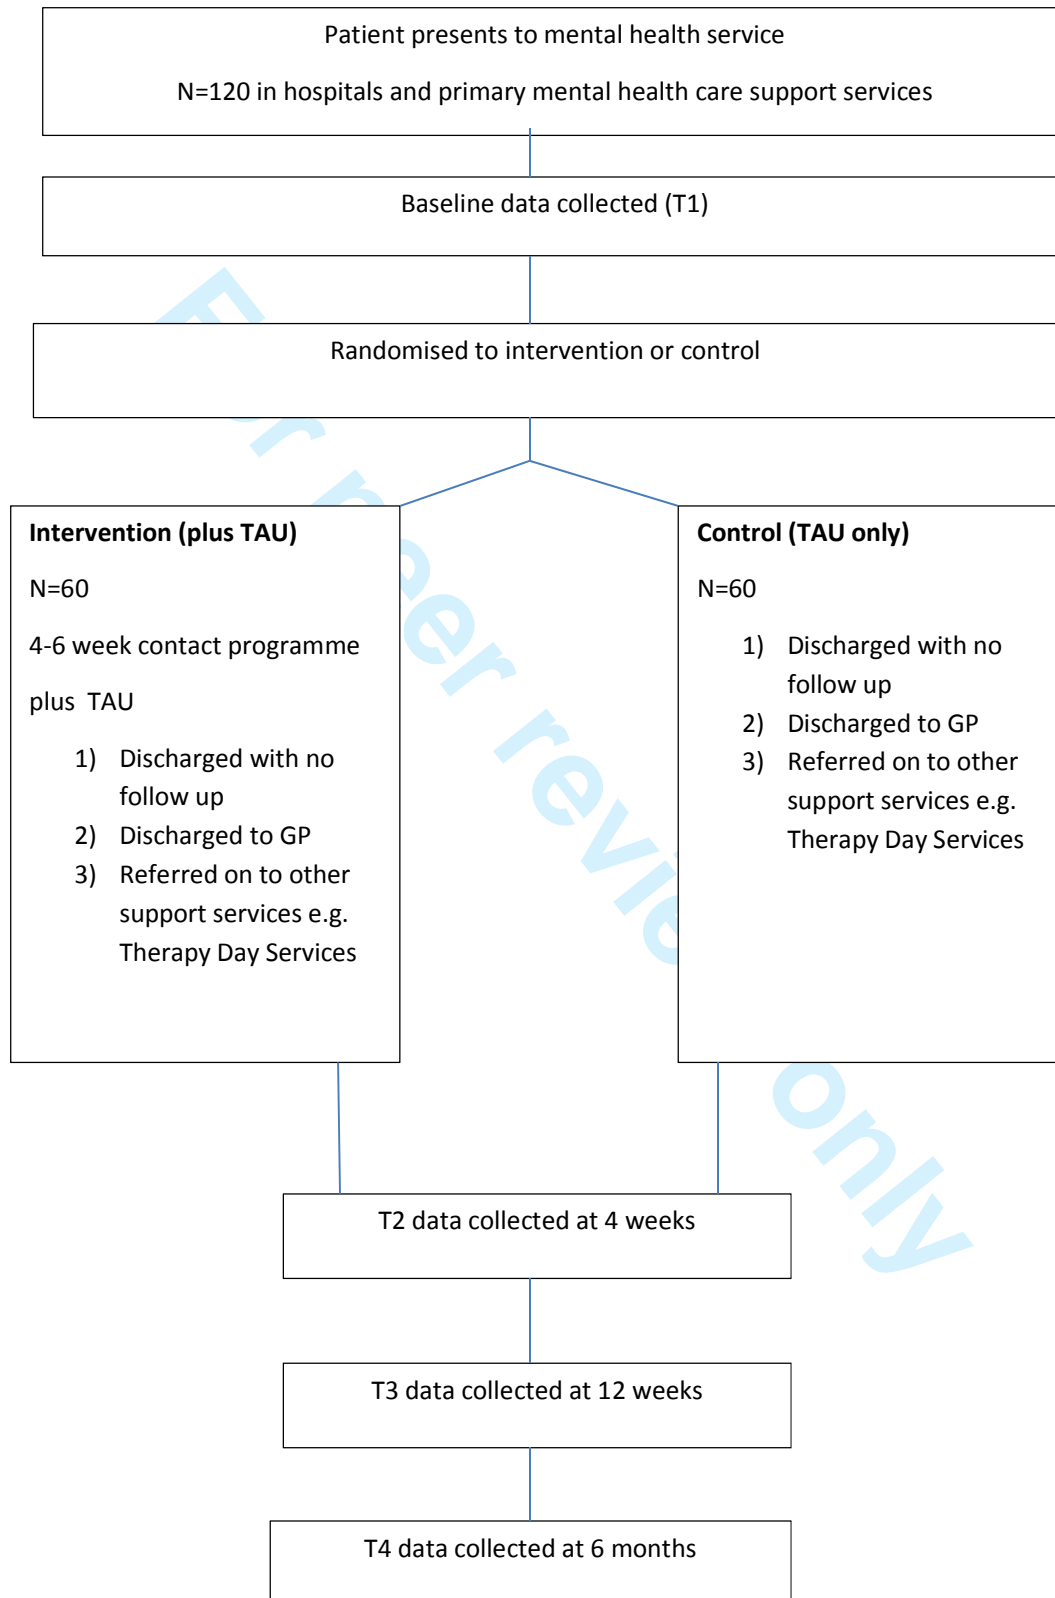 Patient presents to mental health service
N=120 in hospitals and primary mental health care support services
Baseline data collected (T1)
Randomised to intervention or control
Intervention (plus TAU)
N=60
4-6 week contact programme
plus TAU
1) Discharged with no
follow up
2) Discharged to GP
3) Referred on to other
support services e.g.
Therapy Day Services
Control (TAU only)
N=60
1) Discharged with no
follow up
2) Discharged to GP
3) Referred on to other
support services e.g.
Therapy Day Services
T2 data collected at 4 weeks
T3 data collected at 12 weeks
T4 data collected at 6 months
For peer review only